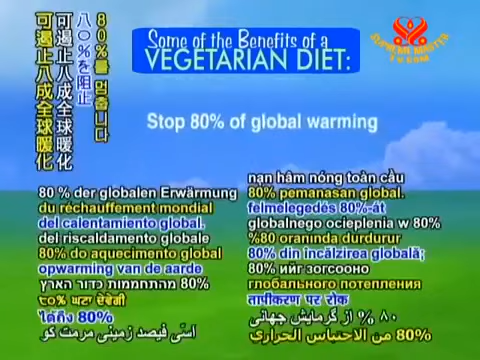 Some of the Benefits of a
VEGETARIAN DIET:
SUPREME MASTER
TV.COM
Stop 80% of global warming
可遏止八成全球暖化
可遏止八成全球暖化
八〇%を阻止
80%를 멈춥니다
80 % der globalen Erwärmung
du réchauffement mondial
del calentamiento global.
del riscaldamento globale
80% do aquecimento global
opwarming van de aarde
80% מהתחממות כדור הארץ
८०% घटा देवेगी
ได้ถึง 80%
اسّی فیصد زمینی مرمت کو
nạn hâm nóng toàn cầu
80% pemanasan global.
felmelegedés 80%-át
globalnego ocieplenia w 80%
%80 oranında durdurur
80% din încălzirea globală;
80% ийг зогсооно
глобального потепления
तापीकरण पर रोक
۸۰ % از گرمایش جهانی
80% من الاحتباس الحراري